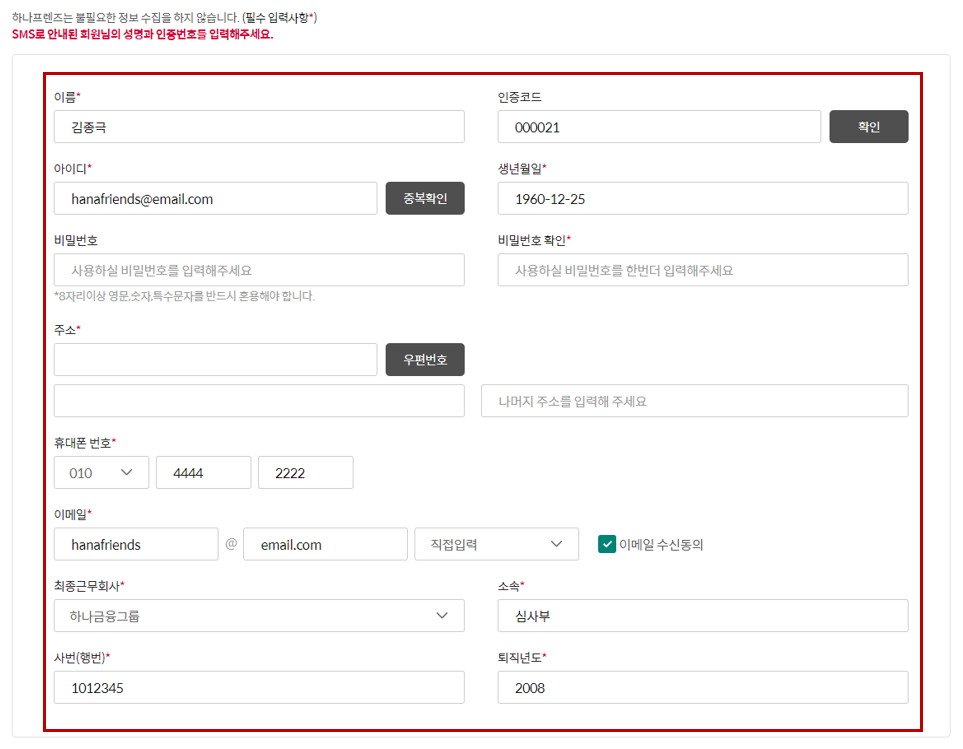 하나프렌즈는 불필요한 정보 수집을 하지 않습니다. (필수 입력사항*)
SMS로 안내된 회원님의 성명과 인증번호를 입력해주세요.
이름* 인증코드
김종극 000021 확인
아이디* 생년월일*
hanafriends@email.com 중복확인 1960-12-25
비밀번호 비밀번호 확인*
사용하실 비밀번호를 입력해주세요 사용하실 비밀번호를 한번더 입력해주세요
*8자리이상 영문,숫자,특수문자를 반드시 혼용해야 합니다.
주소*
우편번호
나머지 주소를 입력해 주세요
휴대폰 번호*
010 4444 2222
이메일*
hanafriends @ email.com 직접입력 이메일 수신동의
최종근무회사* 소속*
하나금융그룹 심사부
사번(행번)* 퇴직년도*
1012345 2008